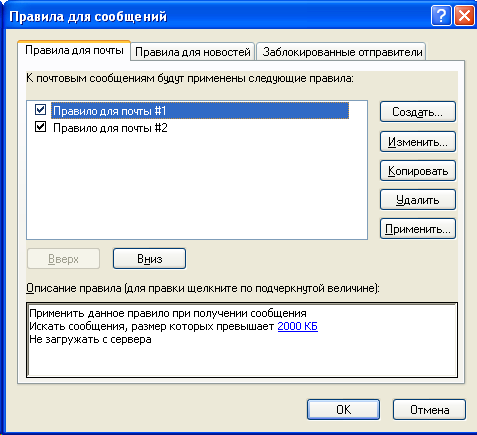 Правила для сообщений
Правила для почты
Правила для новостей
Заблокированные отправители
К почтовым сообщениям будут применены следующие правила:
Правило для почты #1
Правило для почты #2
Создать...
Изменить...
Копировать
Удалить
Применить...
Вверх
Вниз
Описание правила (для правки щелкните по подчеркнутой величине):
Применить данное правило при получении сообщения
Искать сообщения, размер которых превышает 2000 КБ
Не загружать с сервера
OK
Отмена